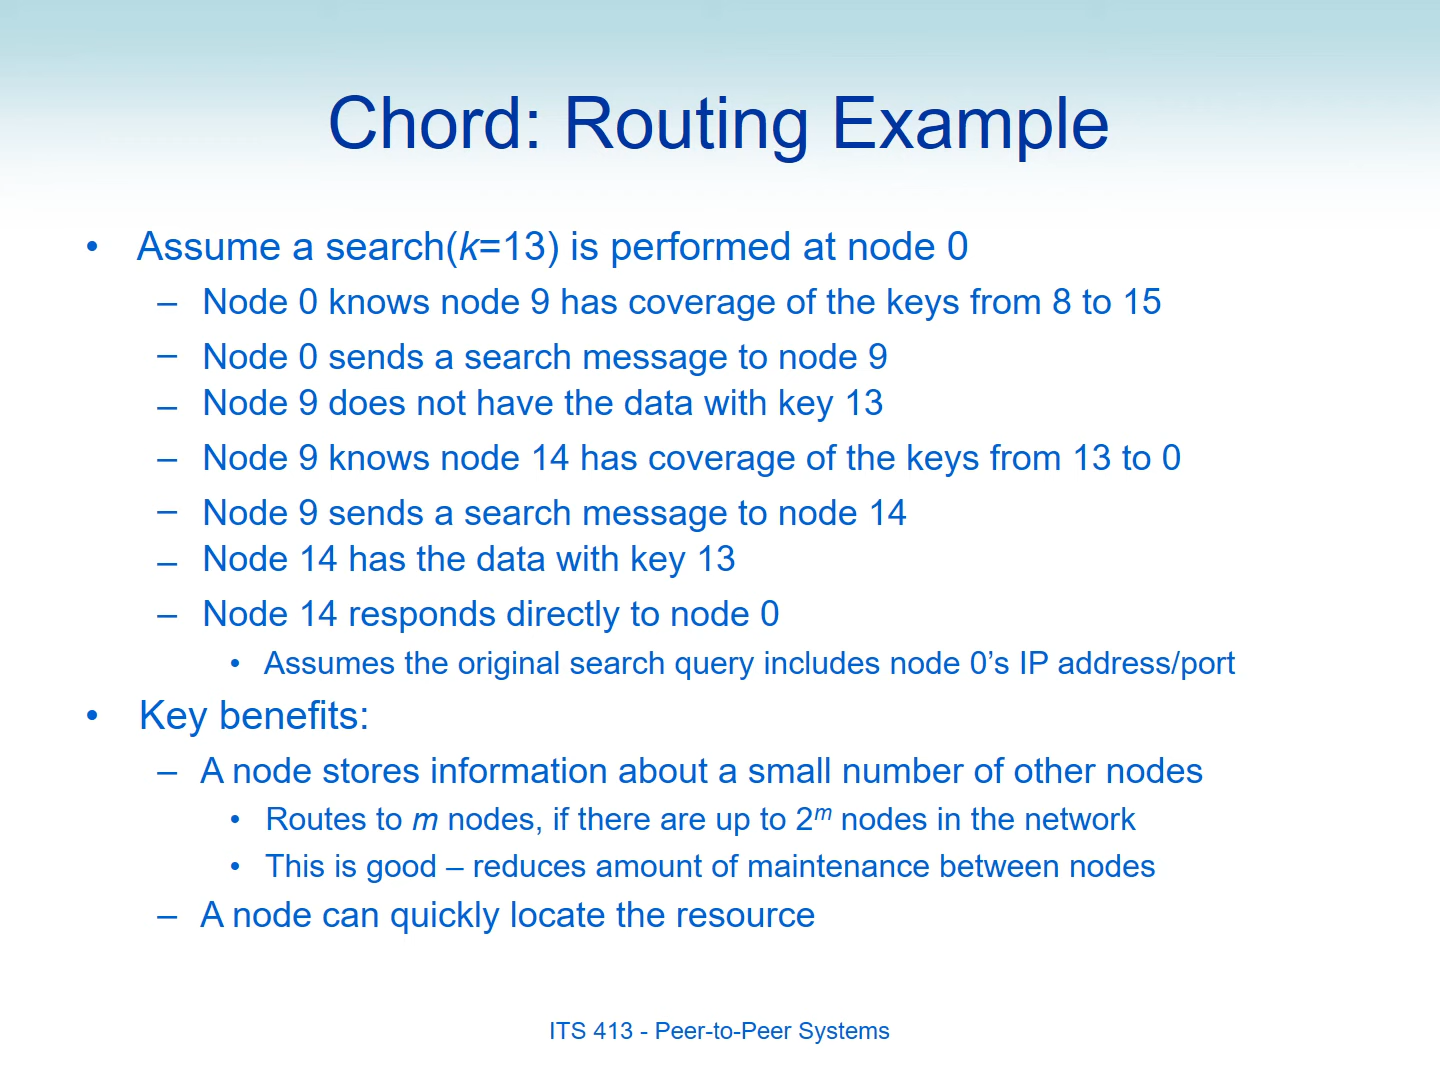 Chord: Routing Example
• Assume a search(k=13) is performed at node 0
– Node 0 knows node 9 has coverage of the keys from 8 to 15
– Node 0 sends a search message to node 9
– Node 9 does not have the data with key 13
– Node 9 knows node 14 has coverage of the keys from 13 to 0
– Node 9 sends a search message to node 14
– Node 14 has the data with key 13
– Node 14 responds directly to node 0
• Assumes the original search query includes node 0’s IP address/port
• Key benefits:
– A node stores information about a small number of other nodes
• Routes to m nodes, if there are up to 2ᵐ nodes in the network
• This is good – reduces amount of maintenance between nodes
– A node can quickly locate the resource
ITS 413 - Peer-to-Peer Systems